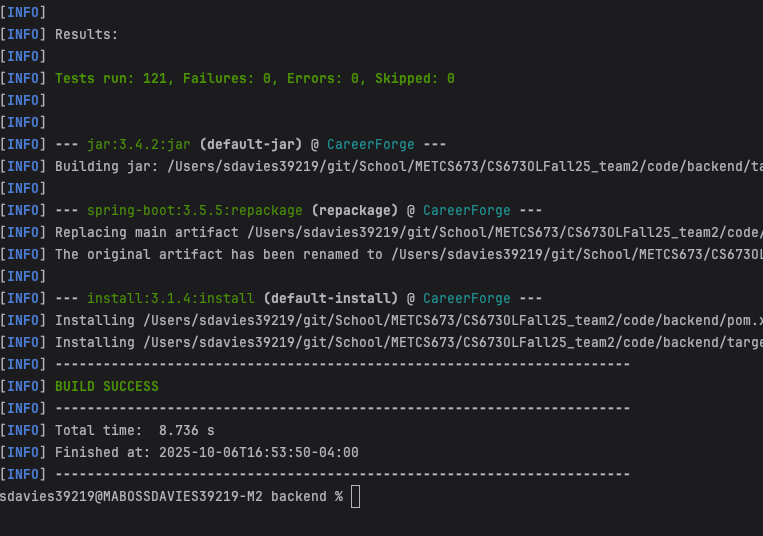 [INFO]
[INFO] Results:
[INFO]
[INFO] Tests run: 121, Failures: 0, Errors: 0, Skipped: 0
[INFO]
[INFO]
[INFO] --- jar:3.4.2:jar (default-jar) @ CareerForge ---
[INFO] Building jar: /Users/sdavies39219/git/School/METCS673/CS673OLFall25_team2/code/backend/ta
[INFO]
[INFO] --- spring-boot:3.5.5:repackage (repackage) @ CareerForge ---
[INFO] Replacing main artifact /Users/sdavies39219/git/School/METCS673/CS673OLFall25_team2/code/
[INFO] The original artifact has been renamed to /Users/sdavies39219/git/School/METCS673/CS673OL
[INFO]
[INFO] --- install:3.1.4:install (default-install) @ CareerForge ---
[INFO] Installing /Users/sdavies39219/git/School/METCS673/CS673OLFall25_team2/code/backend/pom.x
[INFO] Installing /Users/sdavies39219/git/School/METCS673/CS673OLFall25_team2/code/backend/targe
[INFO] ------------------------------------------------------------------------
[INFO] BUILD SUCCESS
[INFO] ------------------------------------------------------------------------
[INFO] Total time:  8.736 s
[INFO] Finished at: 2025-10-06T16:53:50-04:00
[INFO] ------------------------------------------------------------------------
sdavies39219@MABOSSDAVIES39219-M2 backend %